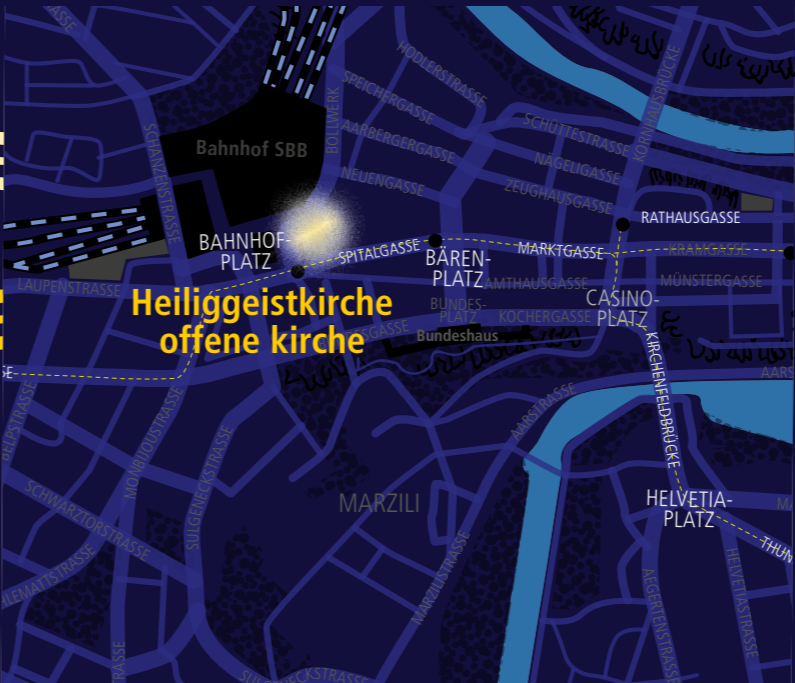 HODLERSTRASSE
SPEICHERGASSE
BOLLWERK
KORNHAUSBRÜCKE
SCHÜTTESTRASSE
AARBERGERGASSE
SCHANZENSTRASSE
Bahnhof SBB
NÄGELIGASSE
NEUENGASSE
ZEUGHAUSGASSE
RATHAUSGASSE
BAHNHOF-
PLATZ
SPITALGASSE
MARKTGASSE
KRAMGASSE
BÄREN-
PLATZ
AMTHAUSGASSE
MÜNSTERGASSE
LAUPENSTRASSE
Heiliggeistkirche
offene kirche
BUNDES-
PLATZ
KOCHERGASSE
CASINO-
PLATZ
Bundeshaus
KIRCHENFELDBRÜCKE
AARSTRASSE
MONBIJOUSTRASSE
SULGENECKSTRASSE
MARZILI
HELVETIA-
PLATZ
SCHWARZTORSTRASSE
MARZILISTRASSE
HELVETIASTRASSE
AEGERTENSTRASSE
SULGENECKSTRASSE